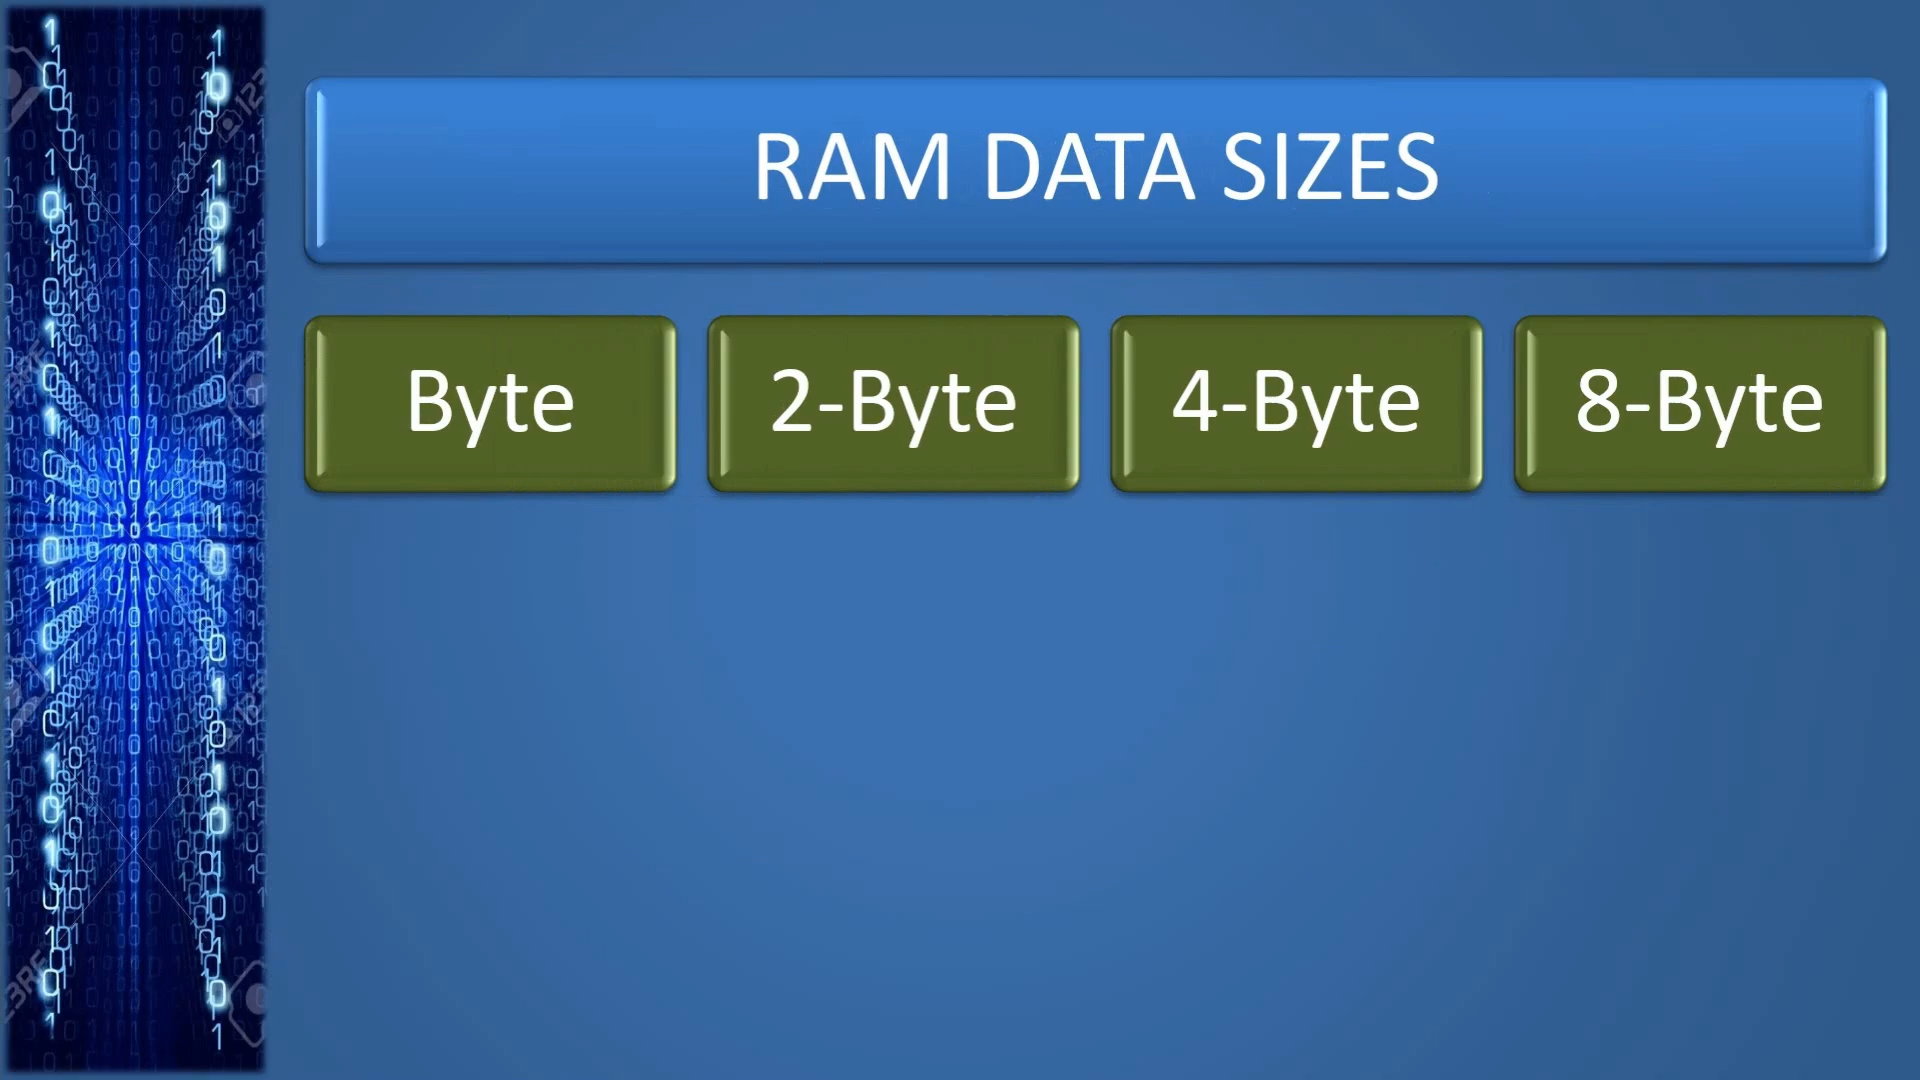 RAM DATA SIZES
Byte
2-Byte
4-Byte
8-Byte